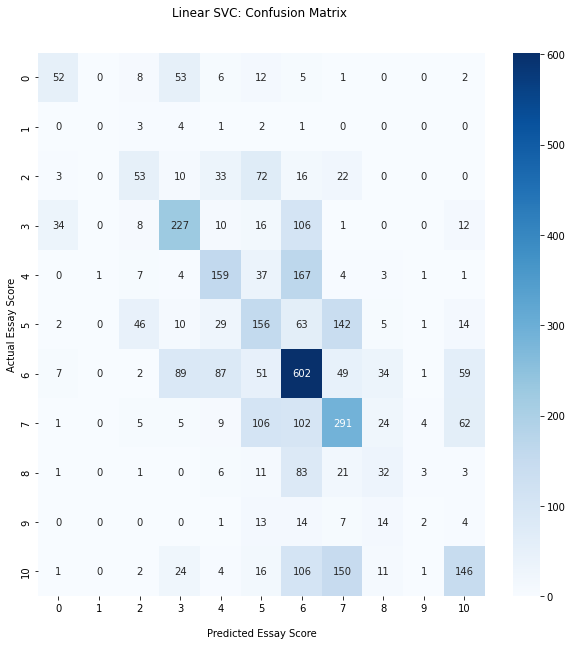 Linear SVC: Confusion Matrix
0 52 0 8 53 6 12 5 1 0 0 2
1 0 0 3 4 1 2 1 0 0 0 0
2 3 0 53 10 33 72 16 22 0 0 0
3 34 0 8 227 10 16 106 1 0 0 12
4 0 1 7 4 159 37 167 4 3 1 1
5 2 0 46 10 29 156 63 142 5 1 14
6 7 0 2 89 87 51 602 49 34 1 59
7 1 0 5 5 9 106 102 291 24 4 62
8 1 0 1 0 6 11 83 21 32 3 3
9 0 0 0 0 1 13 14 7 14 2 4
10 1 0 2 24 4 16 106 150 11 1 146
0 1 2 3 4 5 6 7 8 9 10
Actual Essay Score
Predicted Essay Score
600
500
400
300
200
100
0